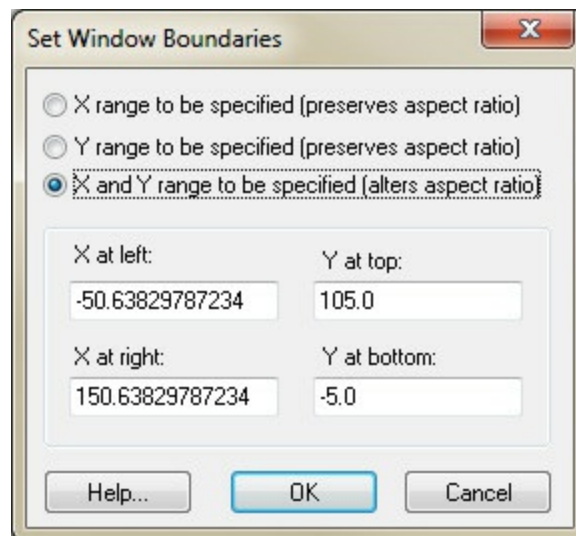 Set Window Boundaries
X range to be specified (preserves aspect ratio)
Y range to be specified (preserves aspect ratio)
X and Y range to be specified (alters aspect ratio)
X at left:
Y at top:
-50.63829787234
105.0
X at right:
Y at bottom:
150.63829787234
-5.0
Help...
OK
Cancel